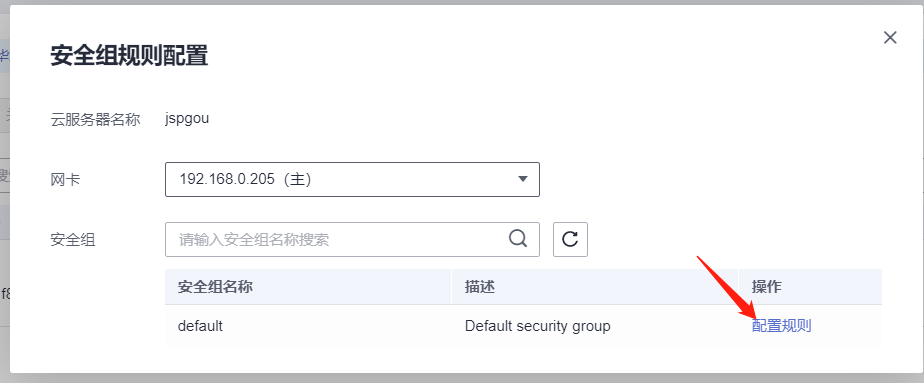 安全组规则配置
云服务器名称 jspgou
网卡 192.168.0.205（主）
安全组 请输入安全组名称搜索
安全组名称 描述 操作
default Default security group 配置规则